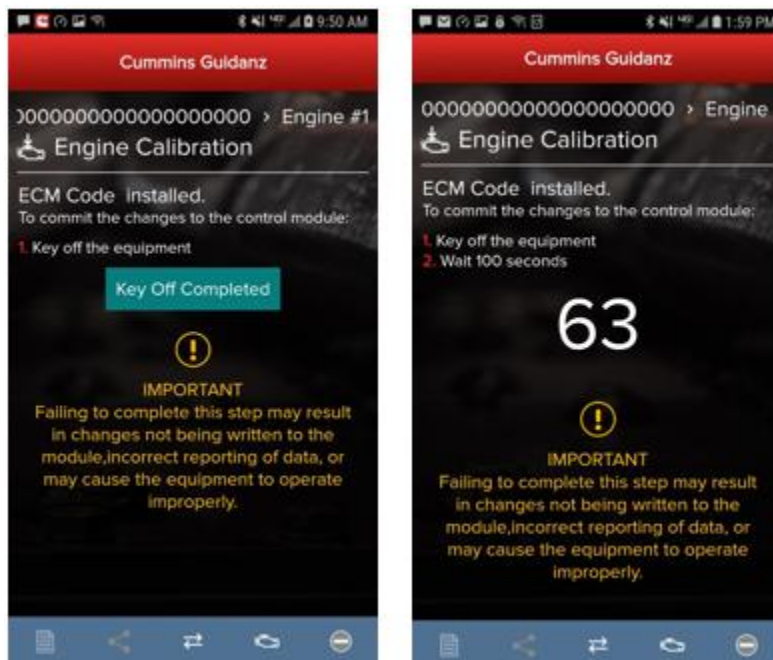 9:50 AM
Cummins Guidanz
00000000000000000000 > Engine #1
Engine Calibration
ECM Code installed.
To commit the changes to the control module:
1. Key off the equipment
Key Off Completed
IMPORTANT
Failing to complete this step may result
in changes not being written to the
module,incorrect reporting of data, or
may cause the equipment to operate
improperly.
1:59 PM
Cummins Guidanz
00000000000000000000 > Engine
Engine Calibration
ECM Code installed.
To commit the changes to the control module:
1. Key off the equipment
2. Wait 100 seconds
63
IMPORTANT
Failing to complete this step may result
in changes not being written to the
module,incorrect reporting of data, or
may cause the equipment to operate
improperly.